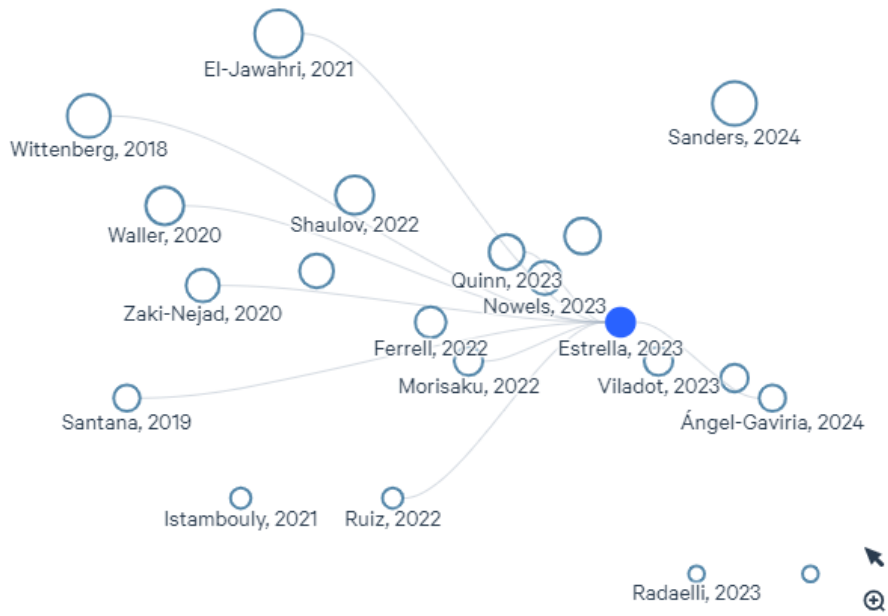 El-Jawahri, 2021
Sanders, 2024
Wittenberg, 2018
Shaulov, 2022
Waller, 2020
Quinn, 2023
Nowels, 2023
Zaki-Nejad, 2020
Ferrell, 2022
Estrella, 2023
Morisaku, 2022
Viladot, 2023
Santana, 2019
Ángel-Gaviria, 2024
Istambouly, 2021
Ruiz, 2022
Radaelli, 2023